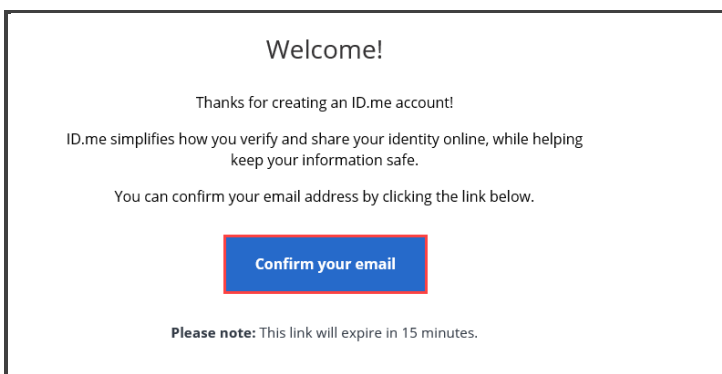 Welcome!
Thanks for creating an ID.me account!
ID.me simplifies how you verify and share your identity online, while helping
keep your information safe.
You can confirm your email address by clicking the link below.
Confirm your email
Please note: This link will expire in 15 minutes.